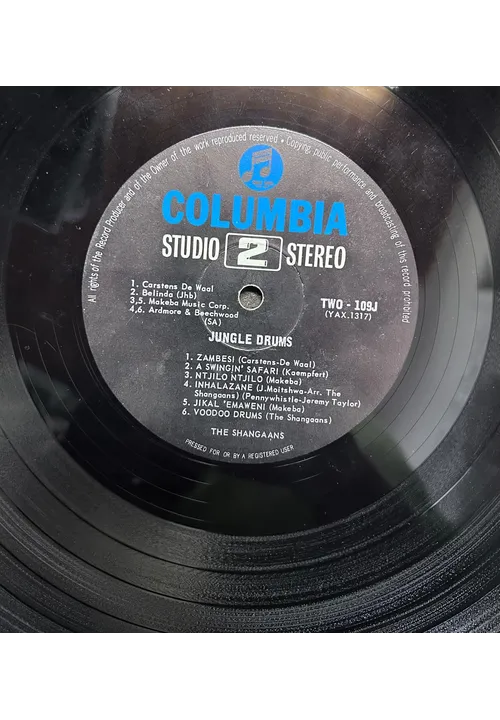 All rights of the Record Producer and of the Owner of the work reproduced reserved • Copying, public performance and broadcasting of this record prohibited
COLUMBIA
STUDIO 2 STEREO
1. Carstens De Waal
2. Belinda (Jhb)
3,5. Makeba Music Corp.
4,6. Ardmore & Beechwood
(SA)
TWO - 109J
(YAX.1317)
JUNGLE DRUMS
1. ZAMBESI (Carstens-De Waal)
2. A SWINGIN' SAFARI (Kaempfert)
3. NTJILO NTJILO (Makeba)
4. INHALAZANE (J.Moitshwa-Arr. The
Shangaans) (Pennywhistle-Jeremy Taylor)
5. JIKAL 'EMAWENI (Makeba)
6. VOODOO DRUMS (The Shangaans)
THE SHANGAANS
PRESSED FOR OR BY A REGISTERED USER